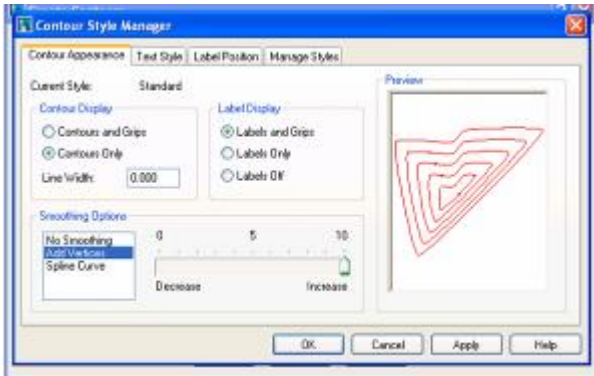 Contour Style Manager
Contour Appearance Text Style Label Position Manage Styles
Current Style: Standard
Contour Display
Contours and Grips
Contours Only
Line Width: 0.000
Label Display
Labels and Grips
Labels Only
Labels Off
Smoothing Options
No Smoothing
Add Vertices
Spline Curve
0 5 10
Decrease Increase
Preview
OK Cancel Apply Help